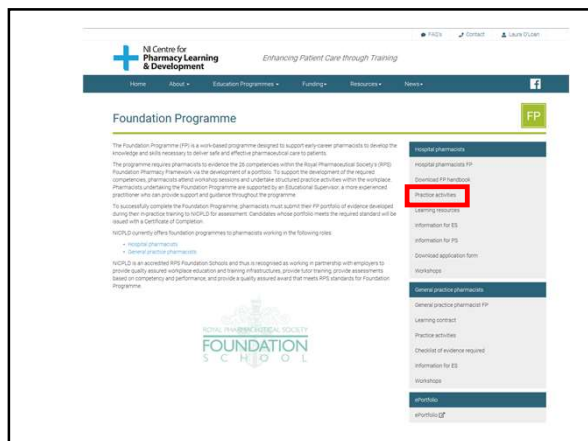 FAQs Contact Laura O'Loan
NI Centre for
Pharmacy Learning
& Development
Enhancing Patient Care through Training
Home About Education Programmes Funding Resources News
Foundation Programme
FP
The Foundation Programme (FP) is a work-based programme designed to support early-career pharmacists to develop the
knowledge and skills necessary to deliver safe and effective pharmaceutical care to patients.
The programme requires pharmacists to evidence the 26 competencies within the Royal Pharmaceutical Society's (RPS)
Foundation Pharmacy Framework via the development of a portfolio. To support the development of the required
competencies, pharmacists attend workshop sessions and undertake structured practice activities within the workplace.
Pharmacists undertaking the Foundation Programme are supported by an Educational Supervisor, a more experienced
practitioner who can provide support and guidance throughout the programme.
To successfully complete the Foundation Programme, pharmacists must submit their FP portfolio of evidence developed
during their in-practice training to NICPLD for assessment. Candidates whose portfolio meets the required standard will be
issued with a Certificate of Completion.
NICPLD currently offers foundation programmes to pharmacists working in the following roles:
Hospital pharmacists
General practice pharmacists
NICPLD is an accredited RPS Foundation Schools and thus is recognised as working in partnership with employers to
provide quality assured workplace education and training infrastructures, provide tutor training, provide assessments
based on competency and performance, and provide a quality assured award that meets RPS standards for Foundation
Programme.
ROYAL PHARMACEUTICAL SOCIETY
FOUNDATION
SCHOOL
Hospital pharmacists
Hospital pharmacists FP
Download FP handbook
Practice activities
Learning resources
Information for ES
Information for PS
Download application form
Workshops
General practice pharmacists
General practice pharmacist FP
Learning contract
Practice activities
Checklist of evidence required
Information for ES
Workshops
ePortfolio
ePortfolio